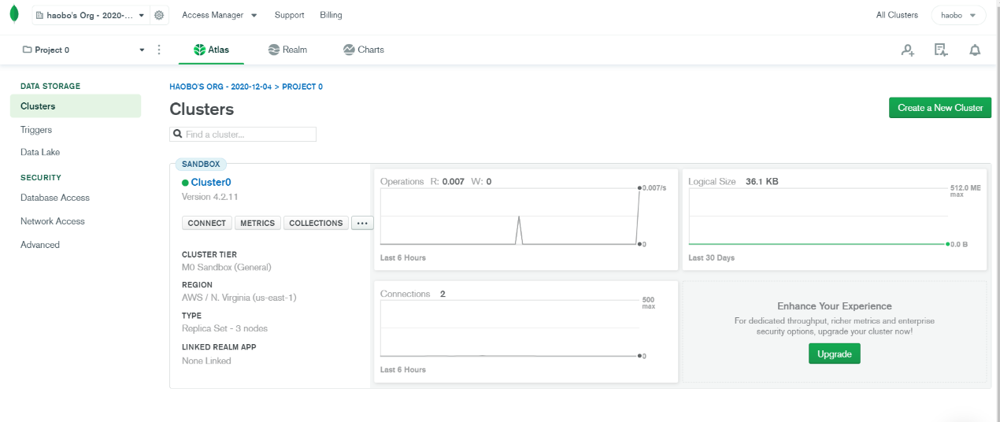 haobo's Org - 2020-... Access Manager Support Billing All Clusters haobo
Project 0 Atlas Realm Charts
DATA STORAGE
Clusters
Triggers
Data Lake
SECURITY
Database Access
Network Access
Advanced
HAOBO'S ORG - 2020-12-04 > PROJECT 0
Clusters
Create a New Cluster
Find a cluster...
SANDBOX
Cluster0
Version 4.2.11
CONNECT METRICS COLLECTIONS ...
CLUSTER TIER
M0 Sandbox (General)
REGION
AWS / N. Virginia (us-east-1)
TYPE
Replica Set - 3 nodes
LINKED REALM APP
None Linked
Operations R: 0.007 W: 0
0.007/s
0
Last 6 Hours
Logical Size 36.1 KB
512.0 ME
max
0.0 B
Last 30 Days
Connections 2
500
max
0
Last 6 Hours
Enhance Your Experience
For dedicated throughput, richer metrics and enterprise
security options, upgrade your cluster now!
Upgrade